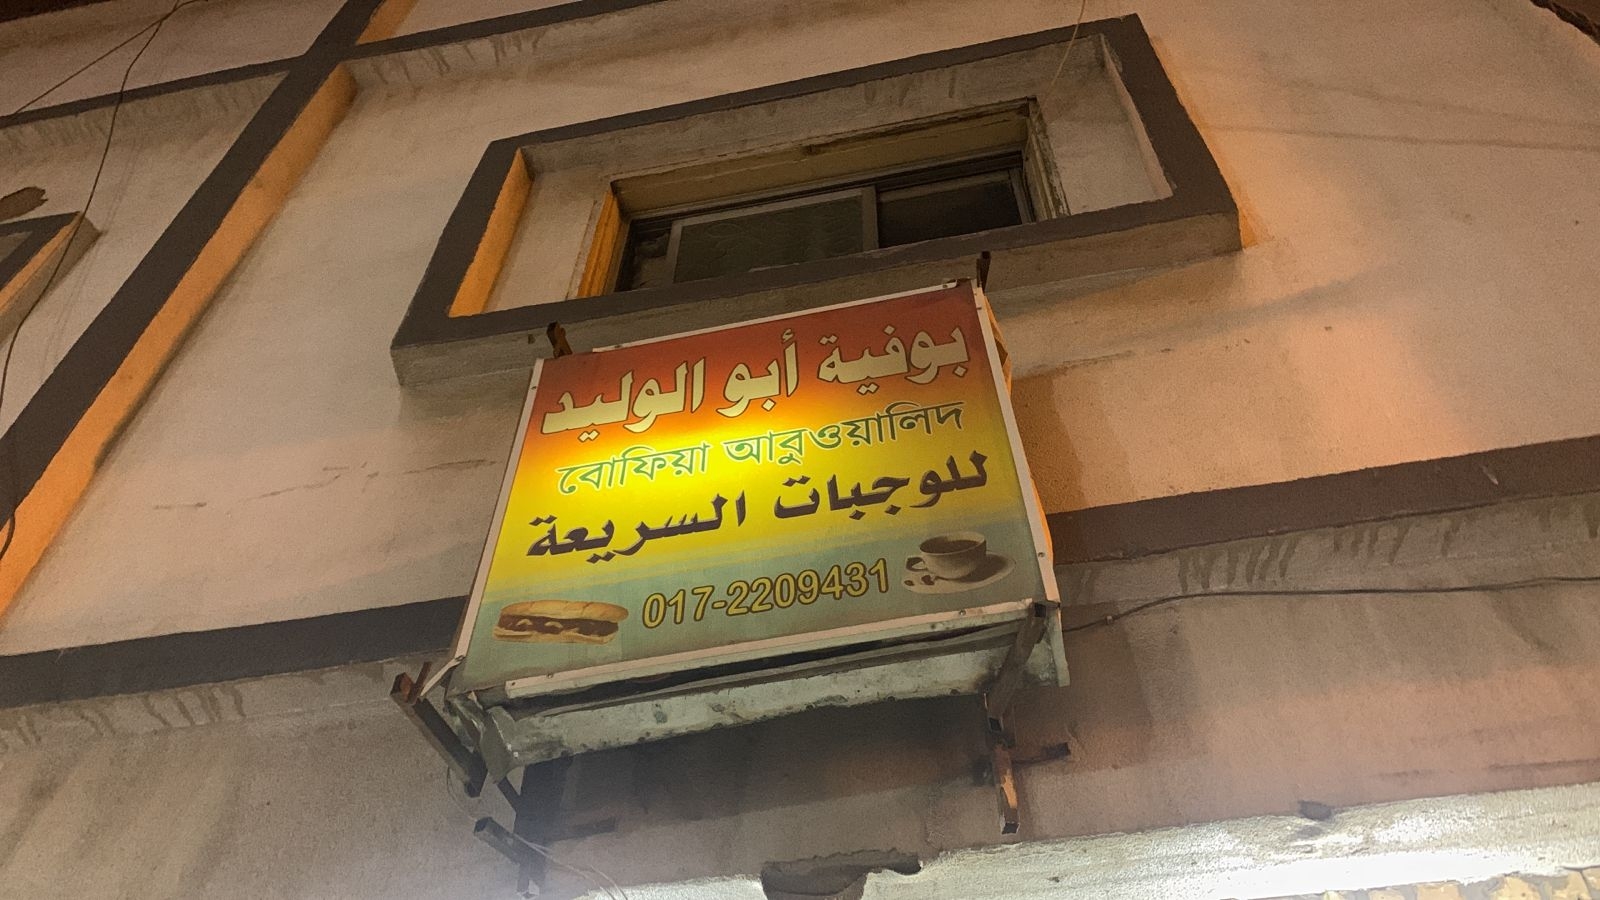 بوفية أبو الوليد
বোফিয়া আবুওয়ালিদ
للوجبات السريعة
017-2209431